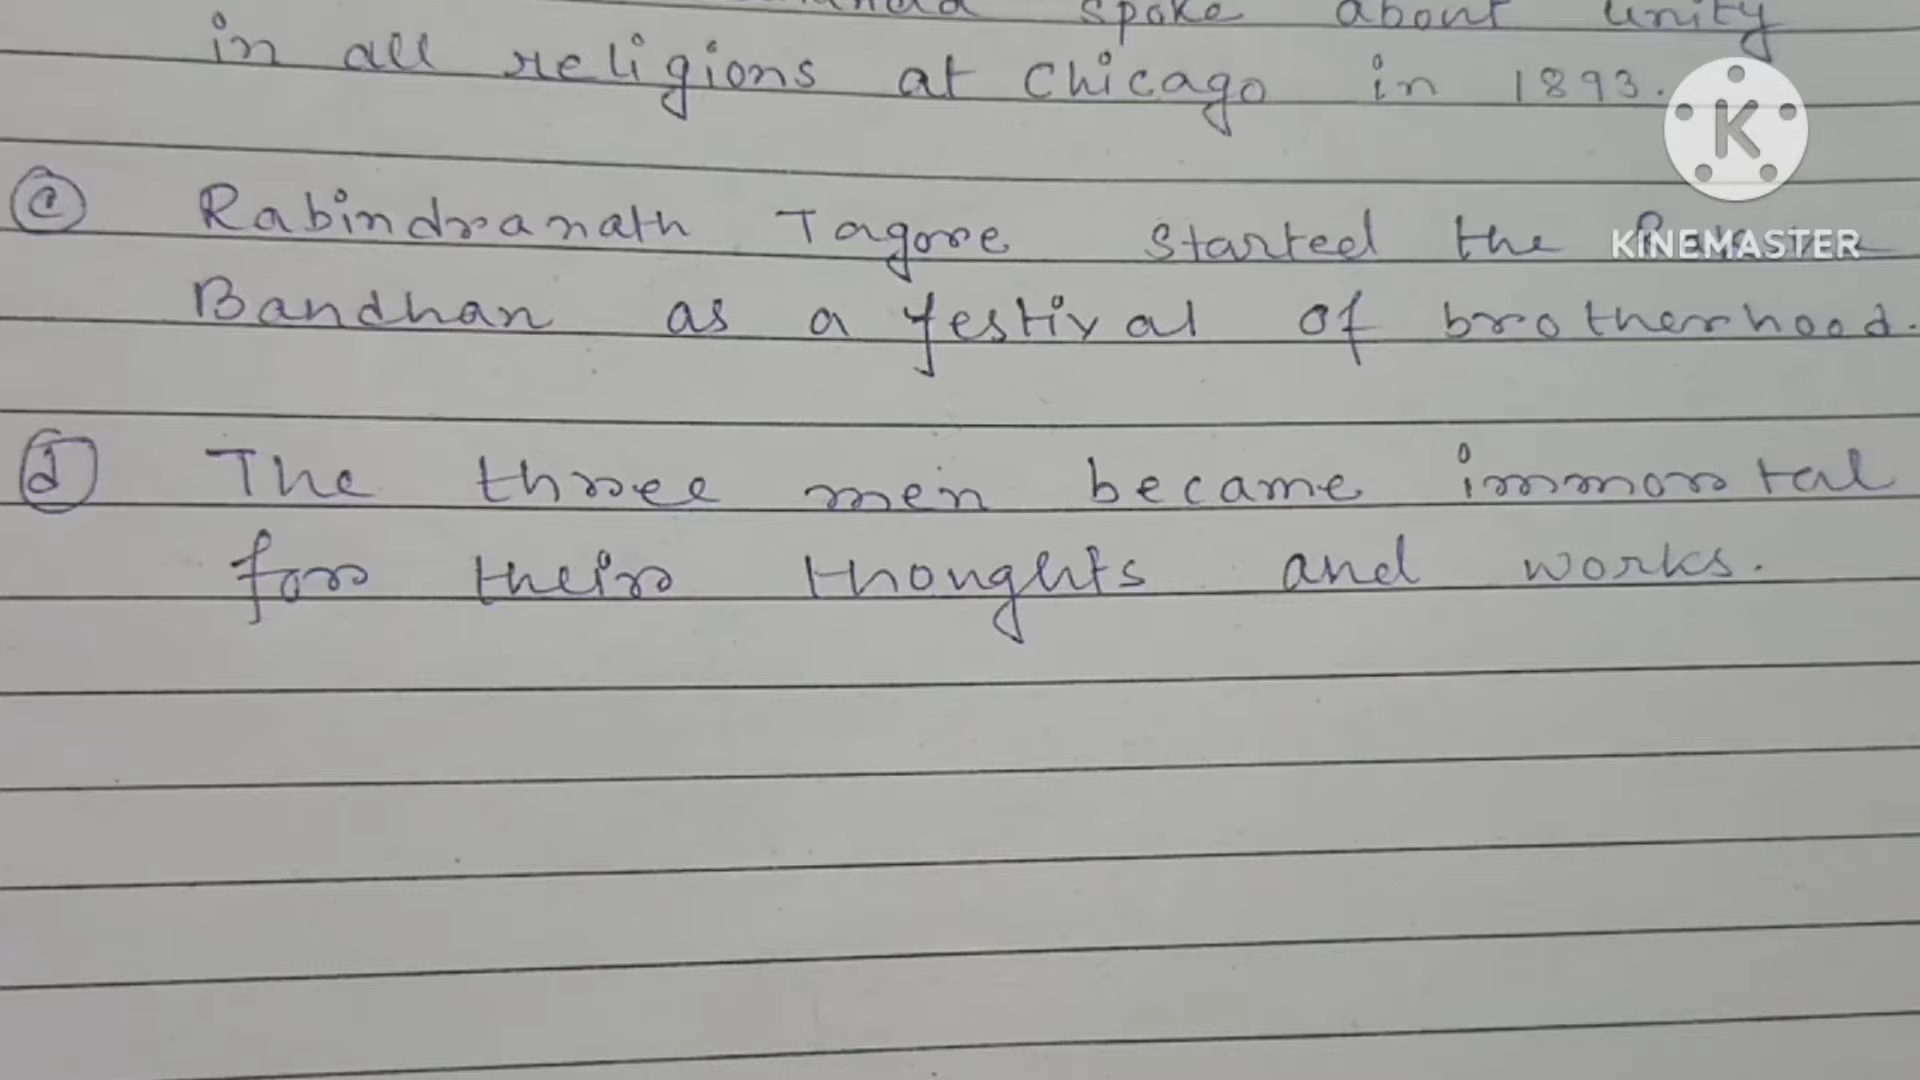 spoke about unity
in all religions at Chicago in 1893.
K
KINEMASTER
(c) Rabindranath Tagore started the
Bandhan as a festival of brotherhood.
(d) The three men became immortal
for their thoughts and works.